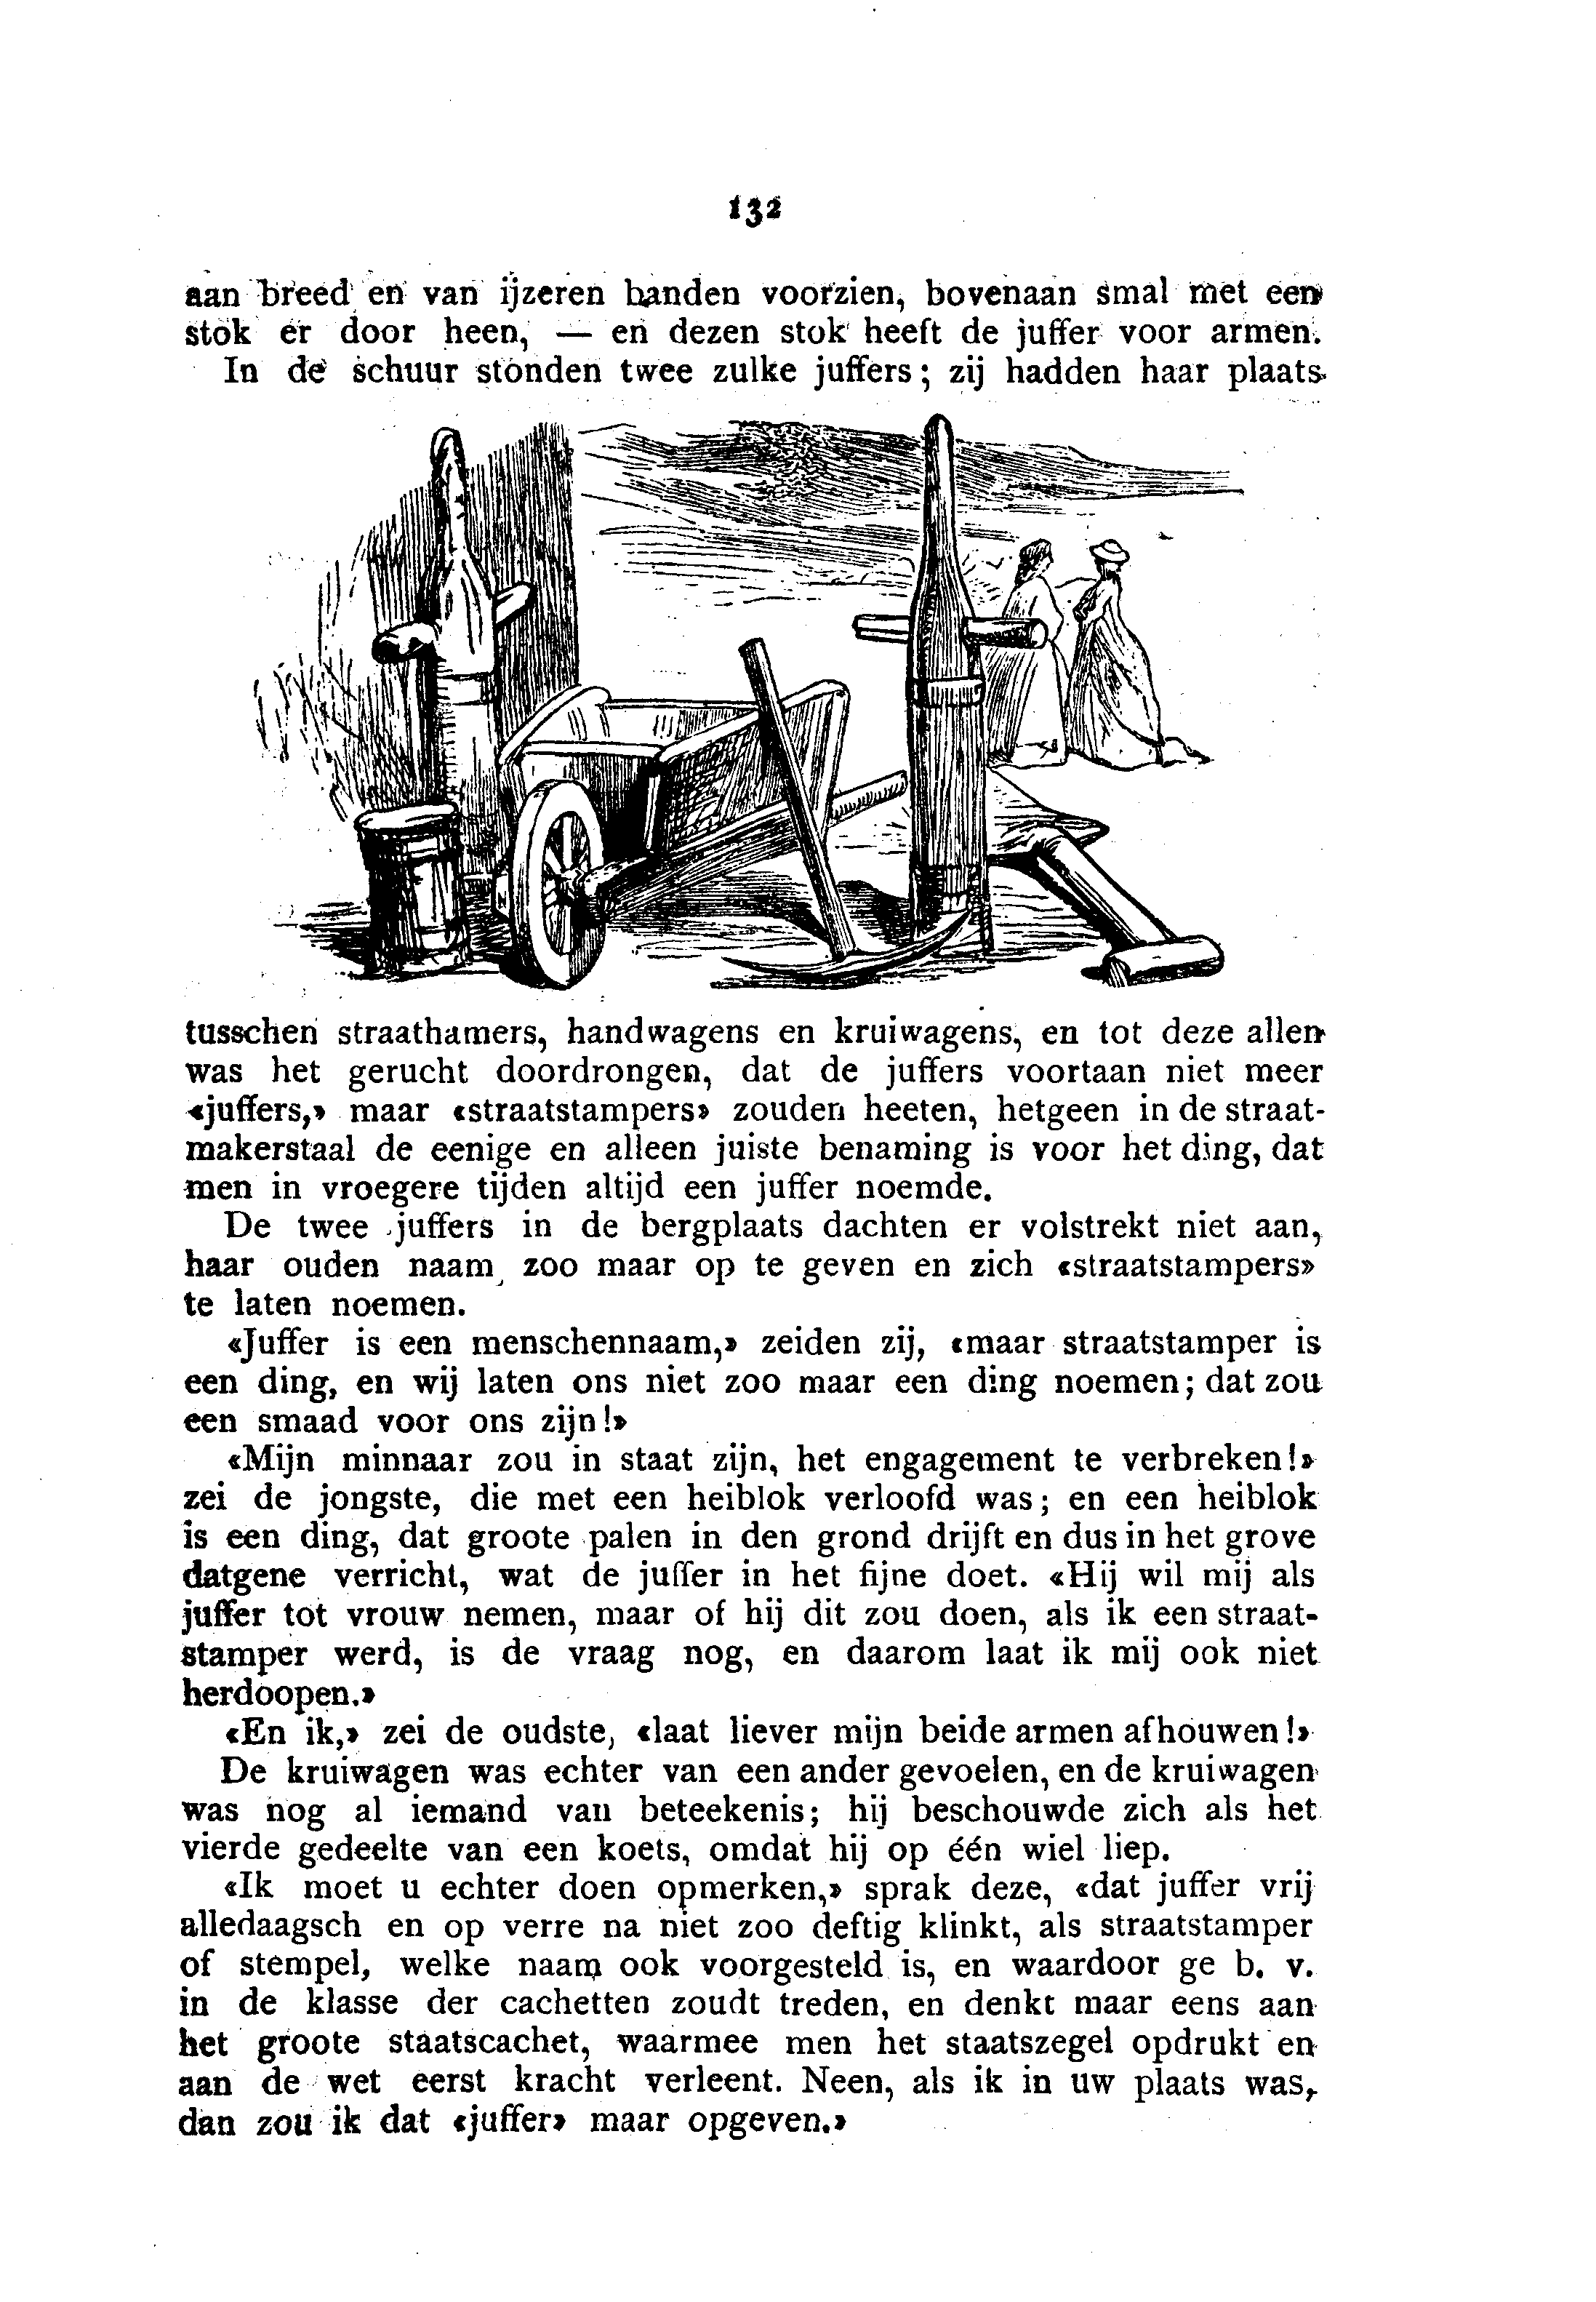 132
aan breed en van ijzeren banden voorzien, bovenaan smal met een
stok er door heen, — en dezen stok heeft de juffer voor armen.
In de schuur stonden twee zulke juffers; zij hadden haar plaats
tusschen straathamers, handwagens en kruiwagens, en tot deze allen
was het gerucht doordrongen, dat de juffers voortaan niet meer
«juffers,» maar «straatstampers» zouden heeten, hetgeen in de straat-
makerstaal de eenige en alleen juiste benaming is voor het ding, dat
men in vroegere tijden altijd een juffer noemde.
De twee juffers in de bergplaats dachten er volstrekt niet aan,
haar ouden naam zoo maar op te geven en zich «straatstampers»
te laten noemen.
«Juffer is een menschennaam,» zeiden zij, «maar straatstamper is
een ding, en wij laten ons niet zoo maar een ding noemen; dat zou
een smaad voor ons zijn!»
«Mijn minnaar zou in staat zijn, het engagement te verbreken!»
zei de jongste, die met een heiblok verloofd was; en een heiblok
is een ding, dat groote palen in den grond drijft en dus in het grove
datgene verricht, wat de juffer in het fijne doet. «Hij wil mij als
juffer tot vrouw nemen, maar of hij dit zou doen, als ik een straat-
stamper werd, is de vraag nog, en daarom laat ik mij ook niet
herdoopen.»
«En ik,» zei de oudste, «laat liever mijn beide armen afhouwen!»
De kruiwagen was echter van een ander gevoelen, en de kruiwagen
was nog al iemand van beteekenis; hij beschouwde zich als het
vierde gedeelte van een koets, omdat hij op één wiel liep.
«Ik moet u echter doen opmerken,» sprak deze, «dat juffer vrij
alledaagsch en op verre na niet zoo deftig klinkt, als straatstamper
of stempel, welke naam ook voorgesteld is, en waardoor ge b. v.
in de klasse der cachetten zoudt treden, en denkt maar eens aan
het groote staatscachet, waarmee men het staatszegel opdrukt en
aan de wet eerst kracht verleent. Neen, als ik in uw plaats was,
dan zou ik dat «juffer» maar opgeven.»